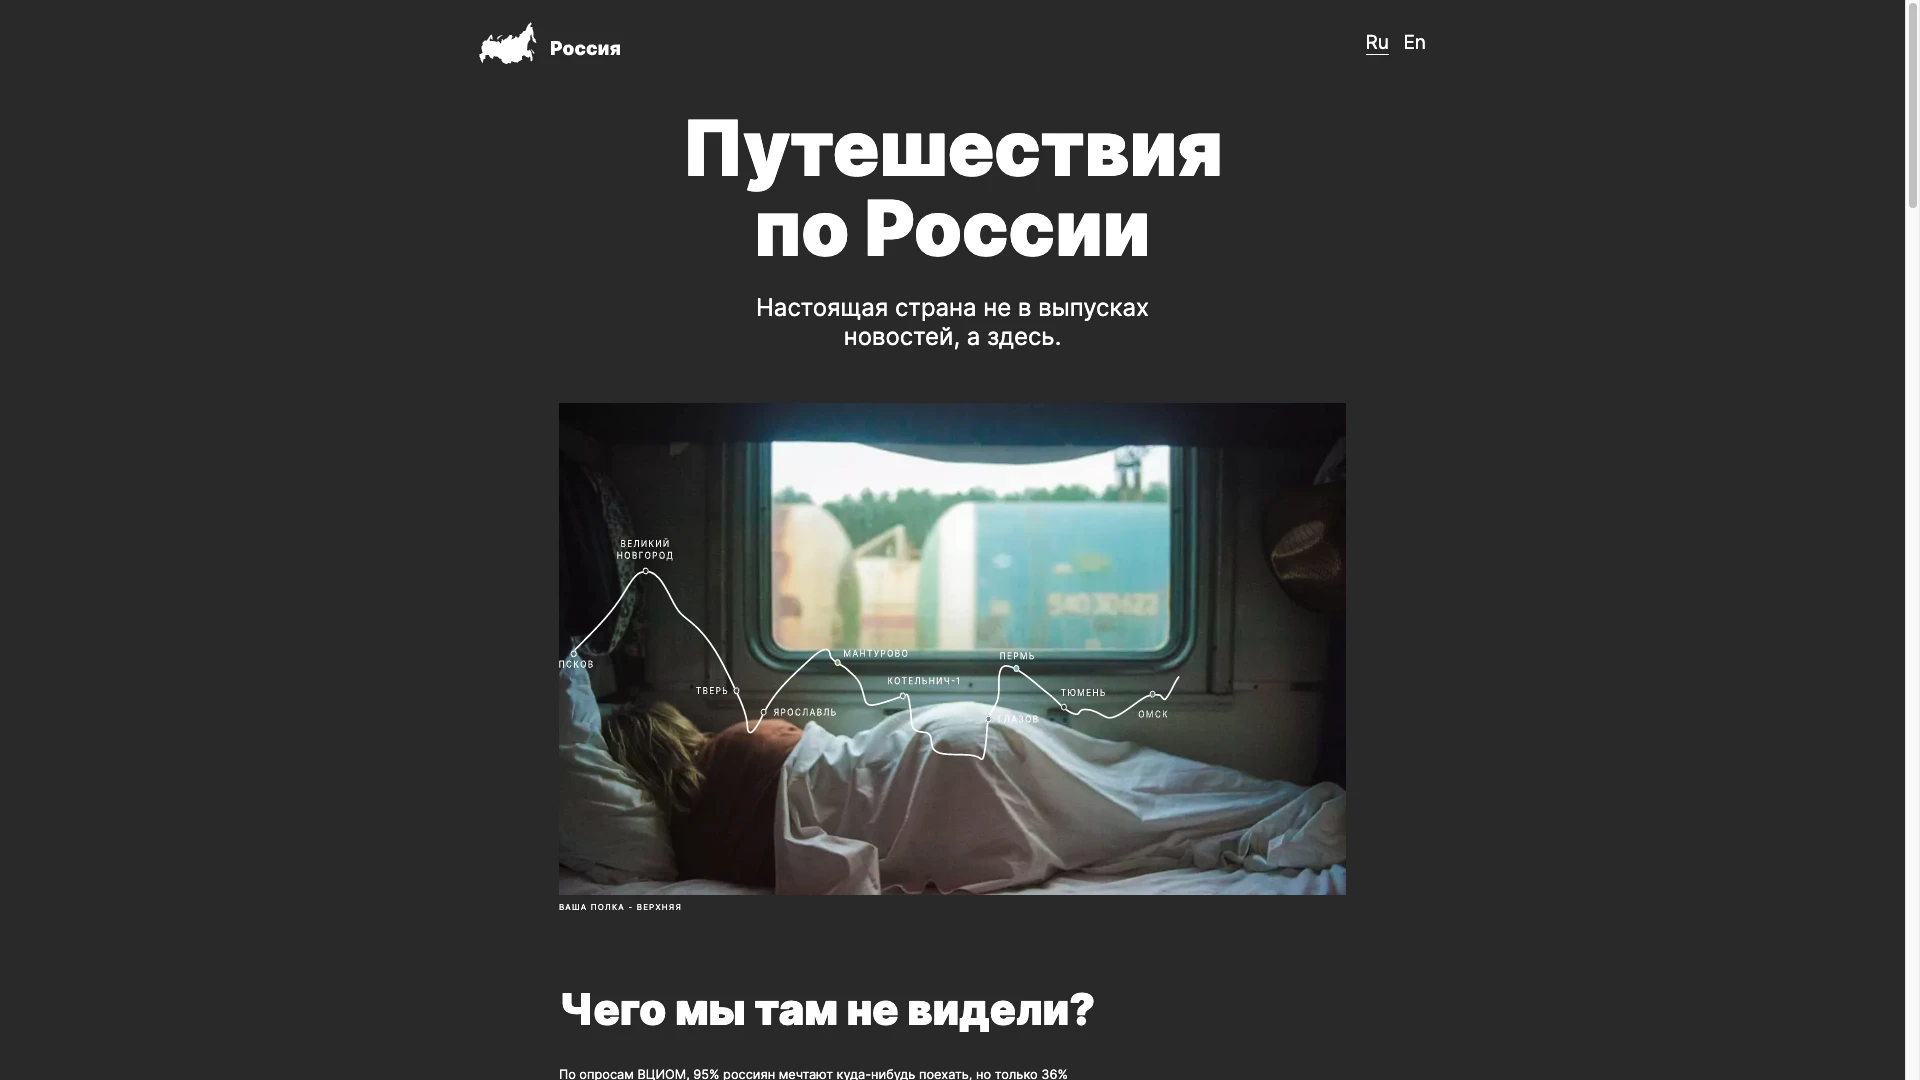 Россия
Ru En
Путешествия
по России
Настоящая страна не в выпусках
новостей, а здесь.
ВЕЛИКИЙ
НОВГОРОД
ПСКОВ
ТВЕРЬ
ЯРОСЛАВЛЬ
МАНТУРОВО
КОТЕЛЬНИЧ-1
ПЕРМЬ
ГЛАЗОВ
ТЮМЕНЬ
ОМСК
54030622
ВАША ПОЛКА - ВЕРХНЯЯ
Чего мы там не видели?
По опросам ВЦИОМ, 95% россиян мечтают куда-нибудь поехать, но только 36%